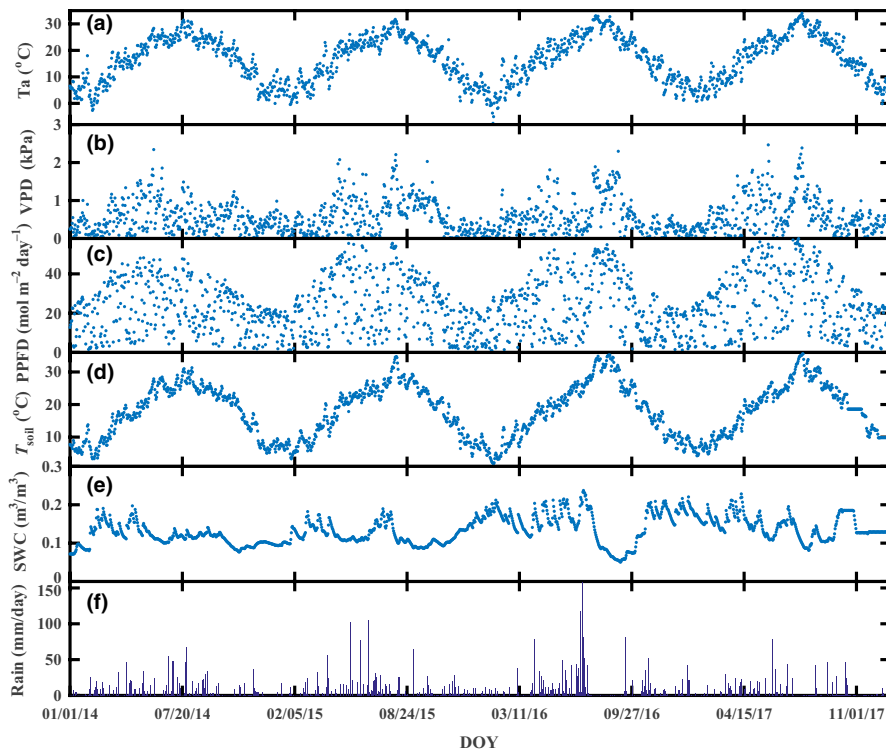 (a)
Ta (°C)
30
20
10
0
(b)
VPD (kPa)
3
2
1
0
(c)
PPFD (mol m⁻² day⁻¹)
40
20
0
(d)
Tsoil (°C)
30
20
10
(e)
SWC (m³/m³)
0.3
0.2
0.1
0
(f)
Rain (mm/day)
150
100
50
0
01/01/14 07/20/14 02/05/15 08/24/15 03/11/16 09/27/16 04/15/17 11/01/17
DOY